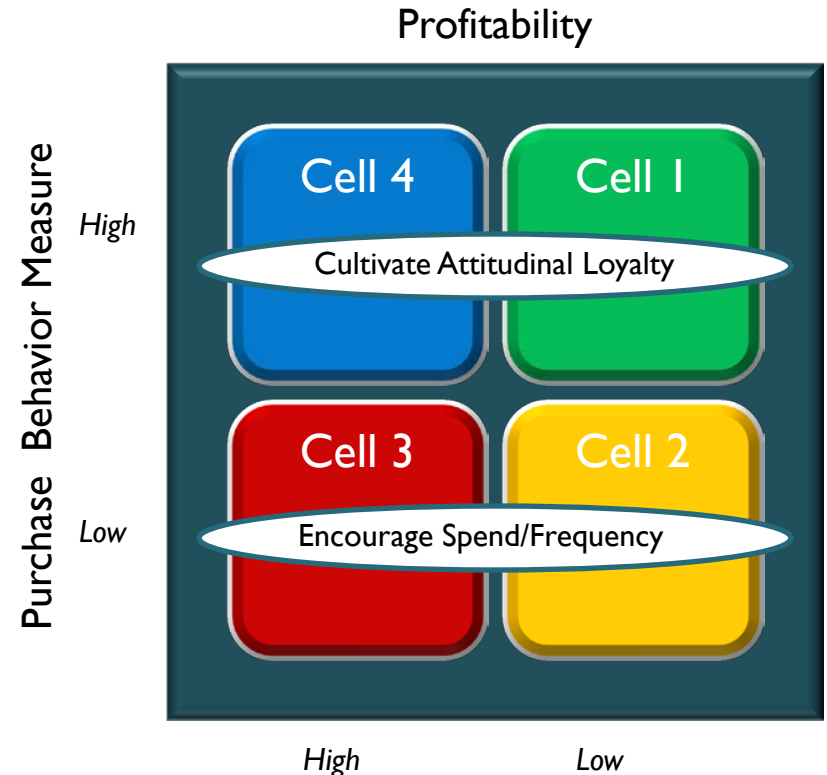 Profitability
Purchase Behavior Measure
High
Cell 4
Cell 1
Cultivate Attitudinal Loyalty
Cell 3
Cell 2
Low
Encourage Spend/Frequency
High
Low